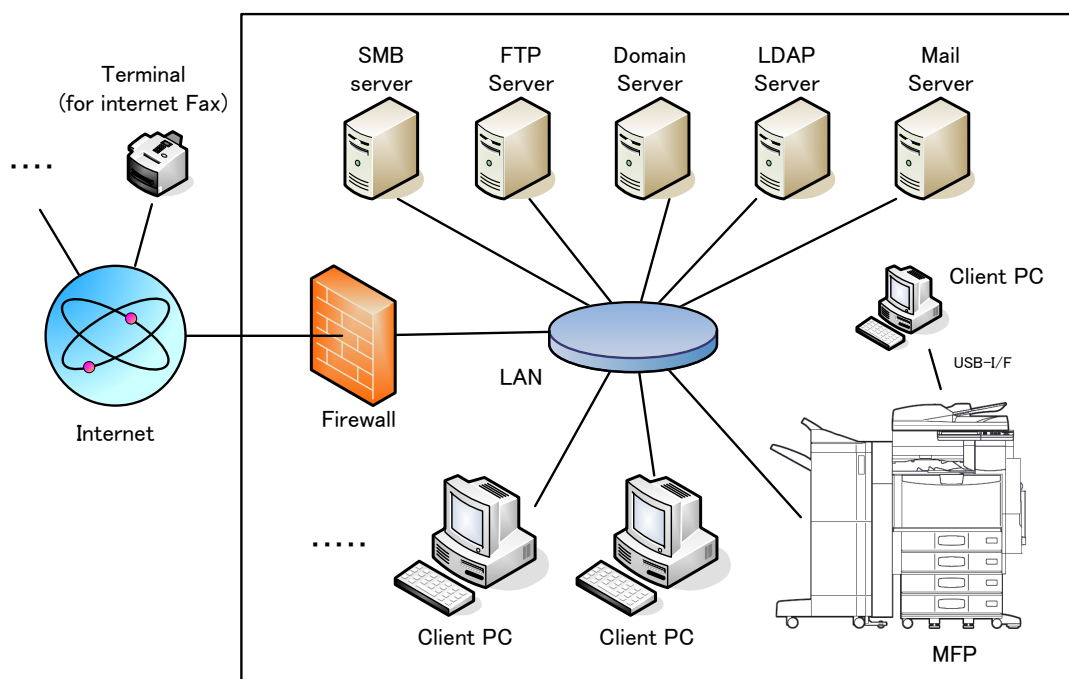 SMB
server
FTP
Server
Domain
Server
LDAP
Server
Mail
Server
Terminal
(for internet Fax)
....
Client PC
USB-I/F
LAN
Firewall
Internet
.....
Client PC
Client PC
MFP